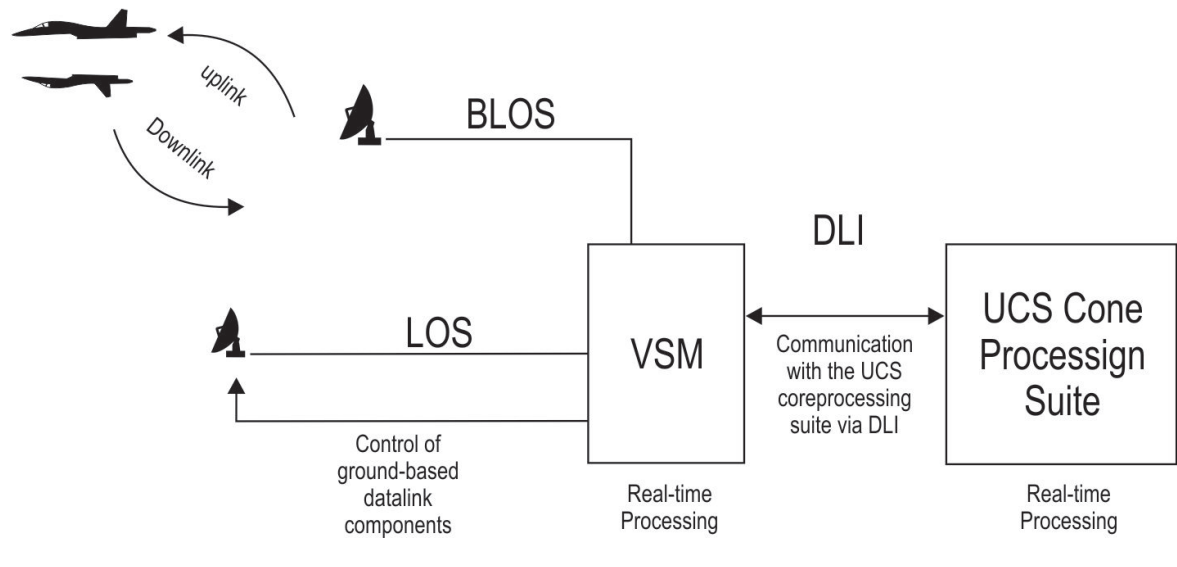 uplink
Downlink
BLOS
LOS
Control of
ground-based
datalink
components
VSM
Real-time
Processing
DLI
Communication
with the UCS
coreprocessing
suite via DLI
UCS Cone
Processign
Suite
Real-time
Processing